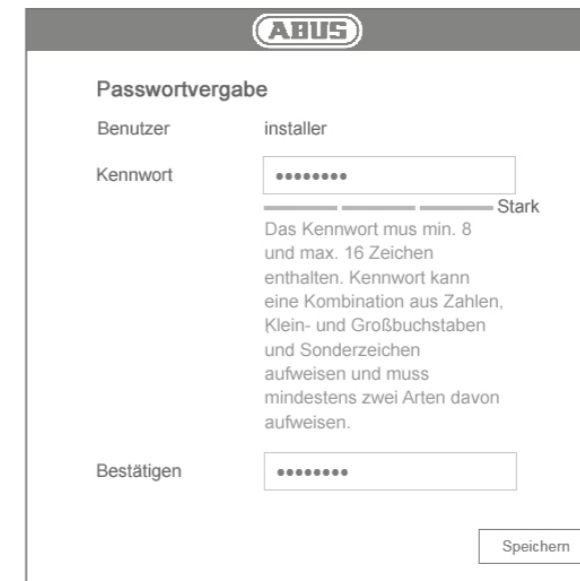 ABUS
Passwortvergabe
Benutzer installer
Kennwort ••••••••
Stark
Das Kennwort mus min. 8
und max. 16 Zeichen
enthalten. Kennwort kann
eine Kombination aus Zahlen,
Klein- und Großbuchstaben
und Sonderzeichen
aufweisen und muss
mindestens zwei Arten davon
aufweisen.
Bestätigen ••••••••
Speichern